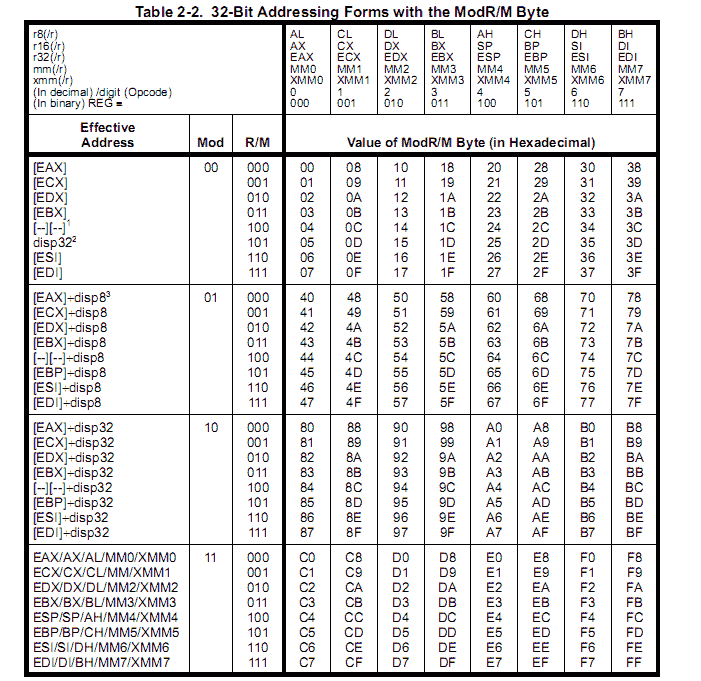 Table 2-2. 32-Bit Addressing Forms with the ModR/M Byte
r8(/r) AL CL DL BL AH CH DH BH
r16(/r) AX CX DX BX SP BP SI DI
r32(/r) EAX ECX EDX EBX ESP EBP ESI EDI
mm(/r) MM0 MM1 MM2 MM3 MM4 MM5 MM6 MM7
xmm(/r) XMM0 XMM1 XMM2 XMM3 XMM4 XMM5 XMM6 XMM7
(In decimal) /digit (Opcode) 0 1 2 3 4 5 6 7
(In binary) REG = 000 001 010 011 100 101 110 111
Effective
Address Mod R/M Value of ModR/M Byte (in Hexadecimal)
[EAX] 00 000 00 08 10 18 20 28 30 38
[ECX] 001 01 09 11 19 21 29 31 39
[EDX] 010 02 0A 12 1A 22 2A 32 3A
[EBX] 011 03 0B 13 1B 23 2B 33 3B
[--][--]¹ 100 04 0C 14 1C 24 2C 34 3C
disp32² 101 05 0D 15 1D 25 2D 35 3D
[ESI] 110 06 0E 16 1E 26 2E 36 3E
[EDI] 111 07 0F 17 1F 27 2F 37 3F
[EAX]+disp8³ 01 000 40 48 50 58 60 68 70 78
[ECX]+disp8 001 41 49 51 59 61 69 71 79
[EDX]+disp8 010 42 4A 52 5A 62 6A 72 7A
[EBX]+disp8 011 43 4B 53 5B 63 6B 73 7B
[--][--]+disp8 100 44 4C 54 5C 64 6C 74 7C
[EBP]+disp8 101 45 4D 55 5D 65 6D 75 7D
[ESI]+disp8 110 46 4E 56 5E 66 6E 76 7E
[EDI]+disp8 111 47 4F 57 5F 67 6F 77 7F
[EAX]+disp32 10 000 80 88 90 98 A0 A8 B0 B8
[ECX]+disp32 001 81 89 91 99 A1 A9 B1 B9
[EDX]+disp32 010 82 8A 92 9A A2 AA B2 BA
[EBX]+disp32 011 83 8B 93 9B A3 AB B3 BB
[--][--]+disp32 100 84 8C 94 9C A4 AC B4 BC
[EBP]+disp32 101 85 8D 95 9D A5 AD B5 BD
[ESI]+disp32 110 86 8E 96 9E A6 AE B6 BE
[EDI]+disp32 111 87 8F 97 9F A7 AF B7 BF
EAX/AX/AL/MM0/XMM0 11 000 C0 C8 D0 D8 E0 E8 F0 F8
ECX/CX/CL/MM/XMM1 001 C1 C9 D1 D9 E1 E9 F1 F9
EDX/DX/DL/MM2/XMM2 010 C2 CA D2 DA E2 EA F2 FA
EBX/BX/BL/MM3/XMM3 011 C3 CB D3 DB E3 EB F3 FB
ESP/SP/AH/MM4/XMM4 100 C4 CC D4 DC E4 EC F4 FC
EBP/BP/CH/MM5/XMM5 101 C5 CD D5 DD E5 ED F5 FD
ESI/SI/DH/MM6/XMM6 110 C6 CE D6 DE E6 EE F6 FE
EDI/DI/BH/MM7/XMM7 111 C7 CF D7 DF E7 EF F7 FF